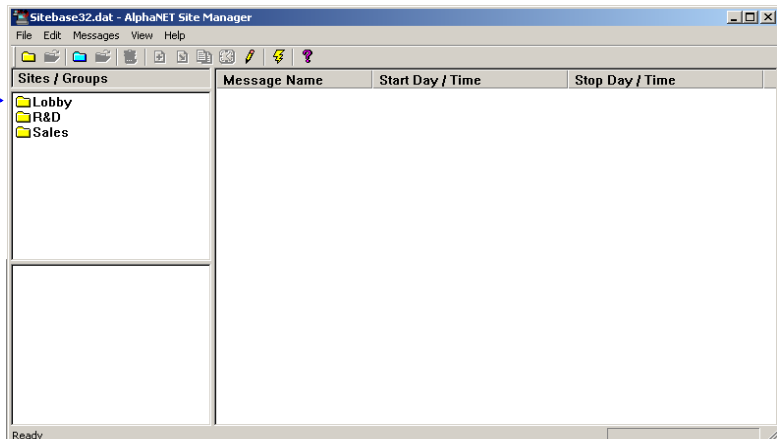 Sitebase32.dat - AlphaNET Site Manager
File Edit Messages View Help
Sites / Groups Message Name Start Day / Time Stop Day / Time
Lobby
R&D
Sales
Ready